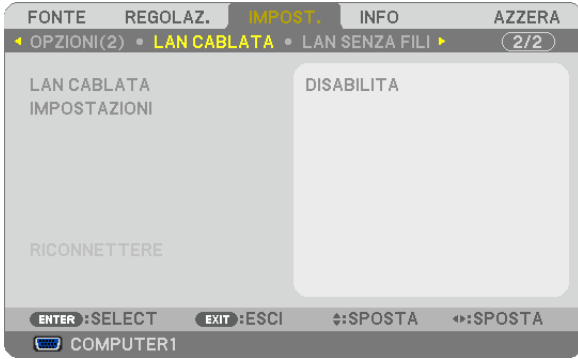 FONTE REGOLAZ. IMPOST. INFO AZZERA
OPZIONI(2) • LAN CABLATA • LAN SENZA FILI 2/2
LAN CABLATA DISABILITA
IMPOSTAZIONI
RICONNETTERE
ENTER :SELECT EXIT :ESCI :SPOSTA :SPOSTA
COMPUTER1